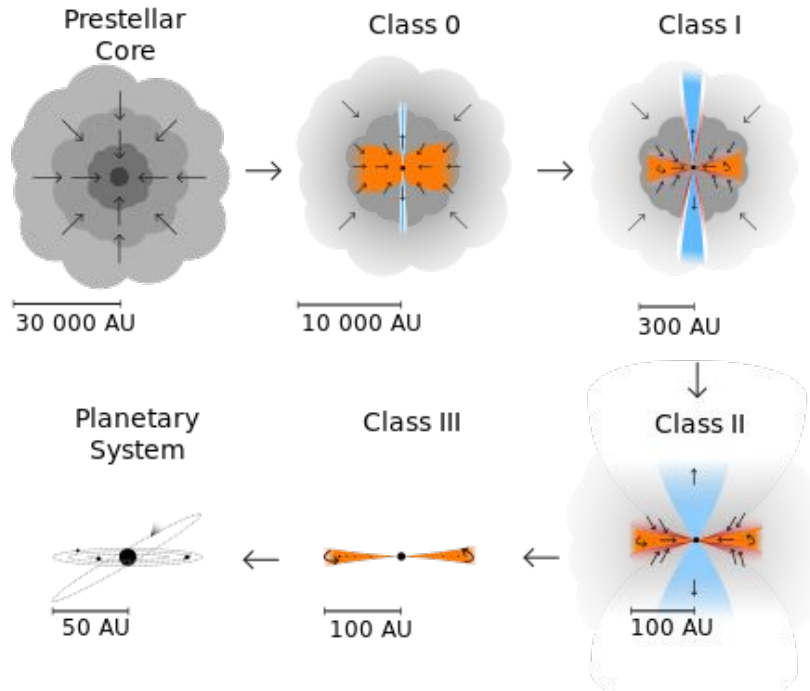 Prestellar
Core
Class 0
Class I
30 000 AU
10 000 AU
300 AU
Planetary
System
Class III
Class II
50 AU
100 AU
100 AU